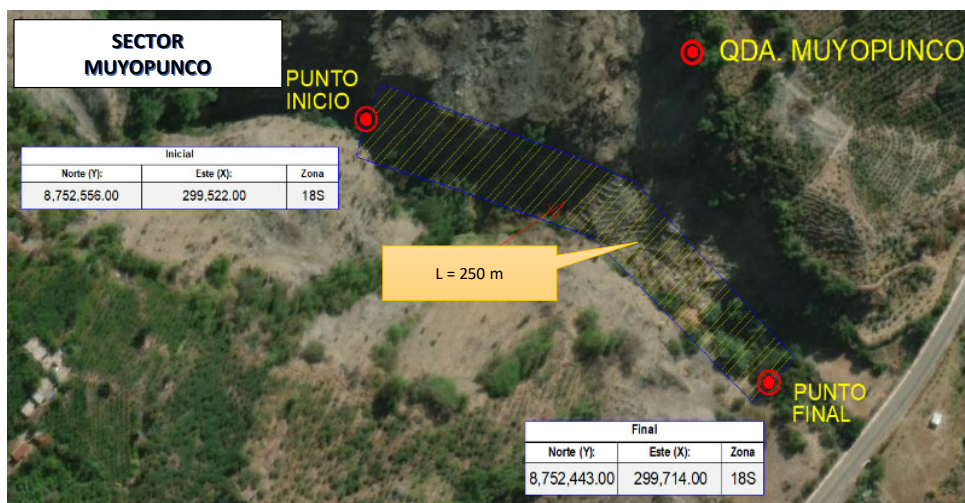 SECTOR
MUYOPUNCO
QDA. MUYOPUNCO
PUNTO
INICIO
Inicial
Norte (Y): Este (X): Zona
8,752,556.00 299,522.00 18S
L = 250 m
PUNTO
FINAL
Final
Norte (Y): Este (X): Zona
8,752,443.00 299,714.00 18S